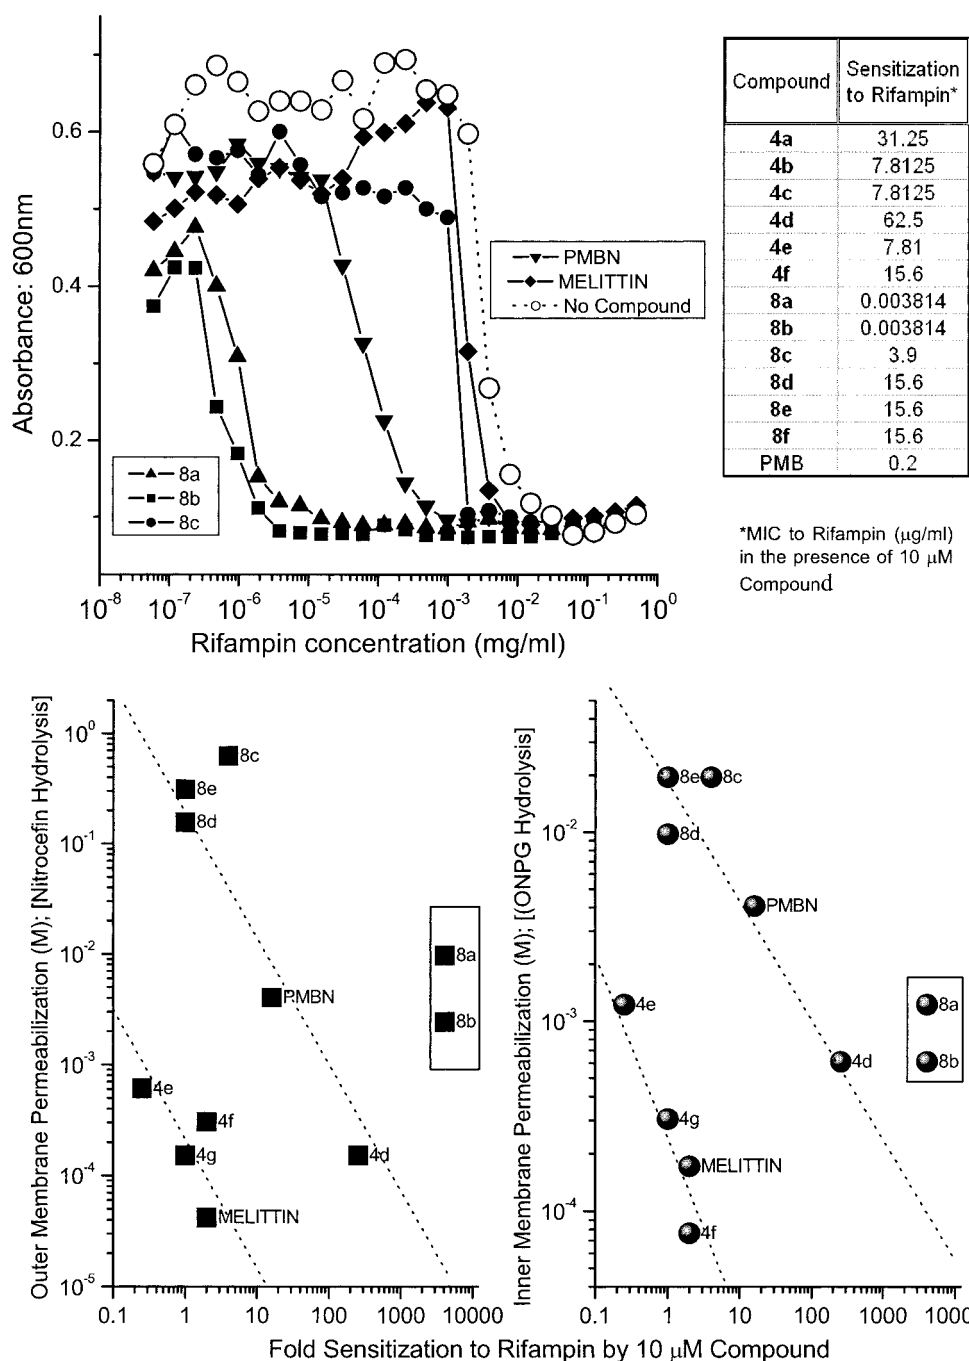 Absorbance: 600nm
0.6
0.4
0.2
PMBN
MELITTIN
No Compound
8a
8b
8c
10⁻⁸ 10⁻⁷ 10⁻⁶ 10⁻⁵ 10⁻⁴ 10⁻³ 10⁻² 10⁻¹ 10⁰
Rifampin concentration (mg/ml)
Compound Sensitization to Rifampin*
4a 31.25
4b 7.8125
4c 7.8125
4d 62.5
4e 7.81
4f 15.6
8a 0.003814
8b 0.003814
8c 3.9
8d 15.6
8e 15.6
8f 15.6
PMB 0.2
*MIC to Rifampin (μg/ml)
in the presence of 10 μM
Compound
Outer Membrane Permeabilization (M); [Nitrocefin Hydrolysis]
10⁰
10⁻¹
10⁻²
10⁻³
10⁻⁴
10⁻⁵
8c
8e
8d
8a
PMBN
8b
4e
4f
4g
4d
MELITTIN
0.1 1 10 100 1000 10000
Inner Membrane Permeabilization (M); [(ONPG Hydrolysis]
10⁻²
10⁻³
10⁻⁴
8e
8c
8d
PMBN
4e
8a
4d
8b
4g
MELITTIN
4f
0.1 1 10 100 1000 10000
Fold Sensitization to Rifampin by 10 μM Compound